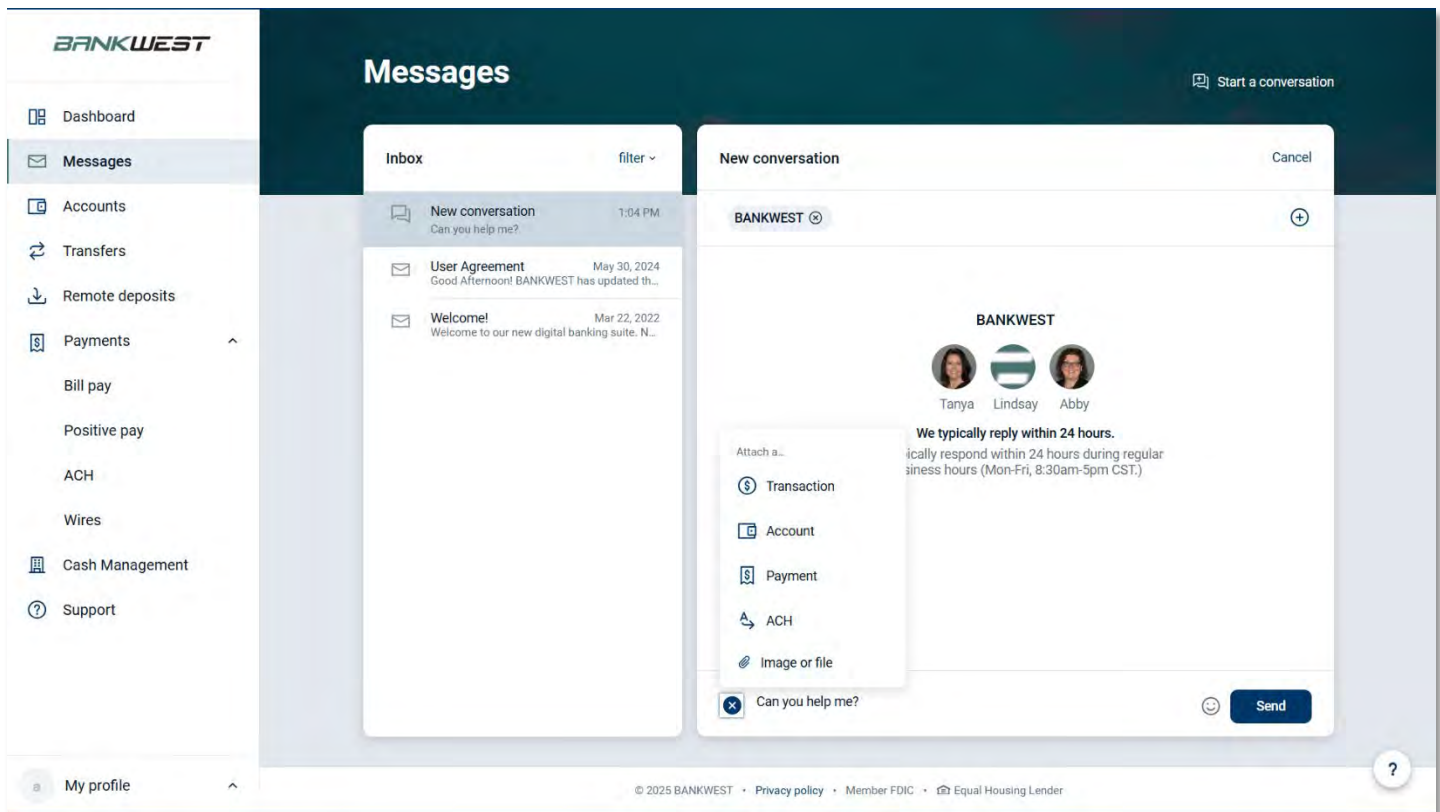 BANKWEST
Dashboard
Messages
Accounts
Transfers
Remote deposits
Payments
Bill pay
Positive pay
ACH
Wires
Cash Management
Support
a My profile
Messages
Start a conversation
Inbox filter
New conversation 1:04 PM
Can you help me?
User Agreement May 30, 2024
Good Afternoon! BANKWEST has updated th...
Welcome! Mar 22, 2022
Welcome to our new digital banking suite. N...
New conversation Cancel
BANKWEST
BANKWEST
Tanya Lindsay Abby
We typically reply within 24 hours.
ically respond within 24 hours during regular
siness hours (Mon-Fri, 8:30am-5pm CST.)
Attach a...
Transaction
Account
Payment
ACH
Image or file
Can you help me?
Send
?
© 2025 BANKWEST · Privacy policy · Member FDIC · Equal Housing Lender